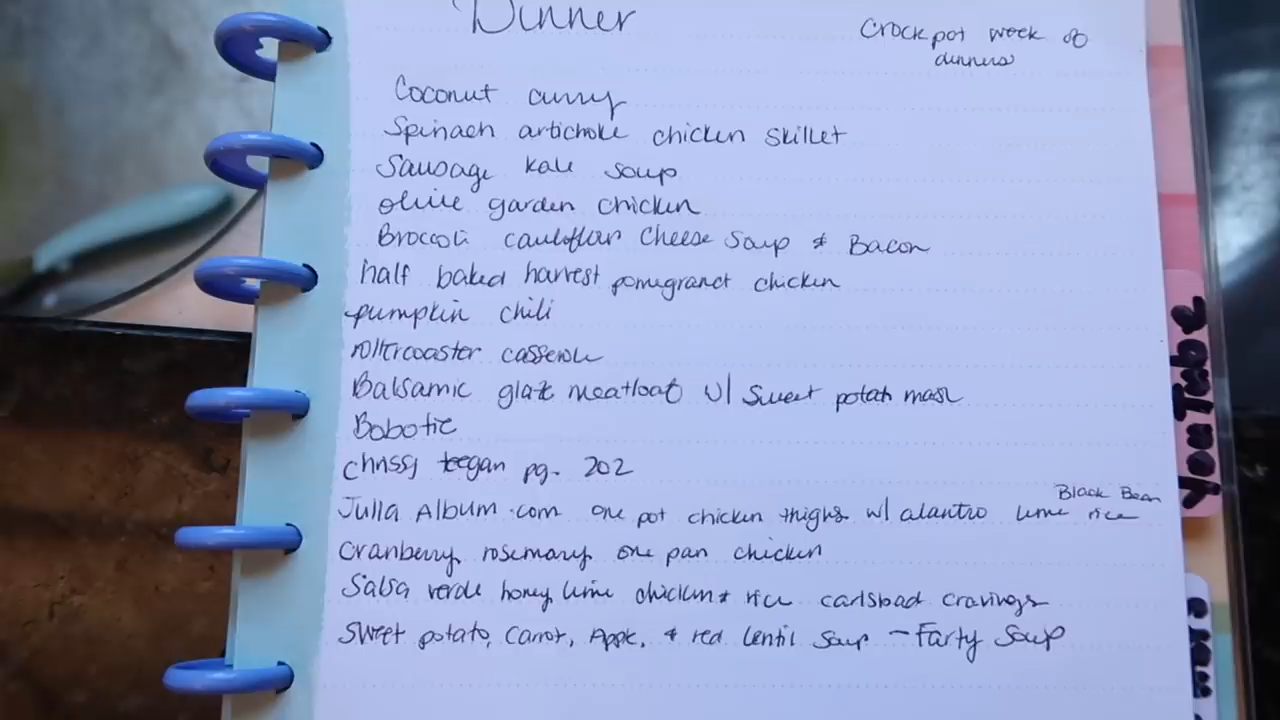 Dinner
Crockpot week of
dinners
Coconut curry
Spinach artichoke chicken skillet
Sausage kale soup
olive garden chicken
Broccoli cauliflour cheese soup & Bacon
half baked harvest pomegranet chicken
pumpkin chili
rollercoaster casserole
Balsamic glaze meatloaf w/ sweet potato mash
Bobotie
chrissy teegan pg. 202
Black Bean
Julia Album.com one pot chicken thighs w/ cilantro lime rice
cranberry rosemary one pan chicken
Salsa verde honey lime chicken & rice carlsbad cravings
Sweet potato, Carrot, Apple, & red lentil soup - Farty Soup
YouTube